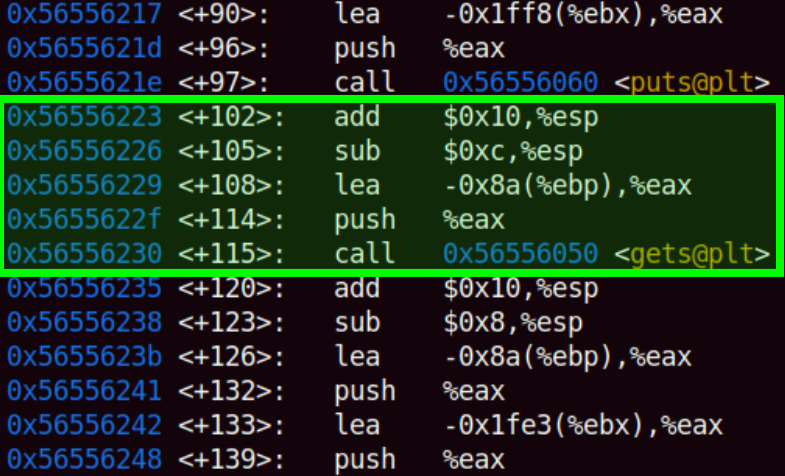 0x56556217 <+90>: lea -0x1ff8(%ebx),%eax
0x5655621d <+96>: push %eax
0x5655621e <+97>: call 0x56556060 <puts@plt>
0x56556223 <+102>: add $0x10,%esp
0x56556226 <+105>: sub $0xc,%esp
0x56556229 <+108>: lea -0x8a(%ebp),%eax
0x5655622f <+114>: push %eax
0x56556230 <+115>: call 0x56556050 <gets@plt>
0x56556235 <+120>: add $0x10,%esp
0x56556238 <+123>: sub $0x8,%esp
0x5655623b <+126>: lea -0x8a(%ebp),%eax
0x56556241 <+132>: push %eax
0x56556242 <+133>: lea -0x1fe3(%ebx),%eax
0x56556248 <+139>: push %eax